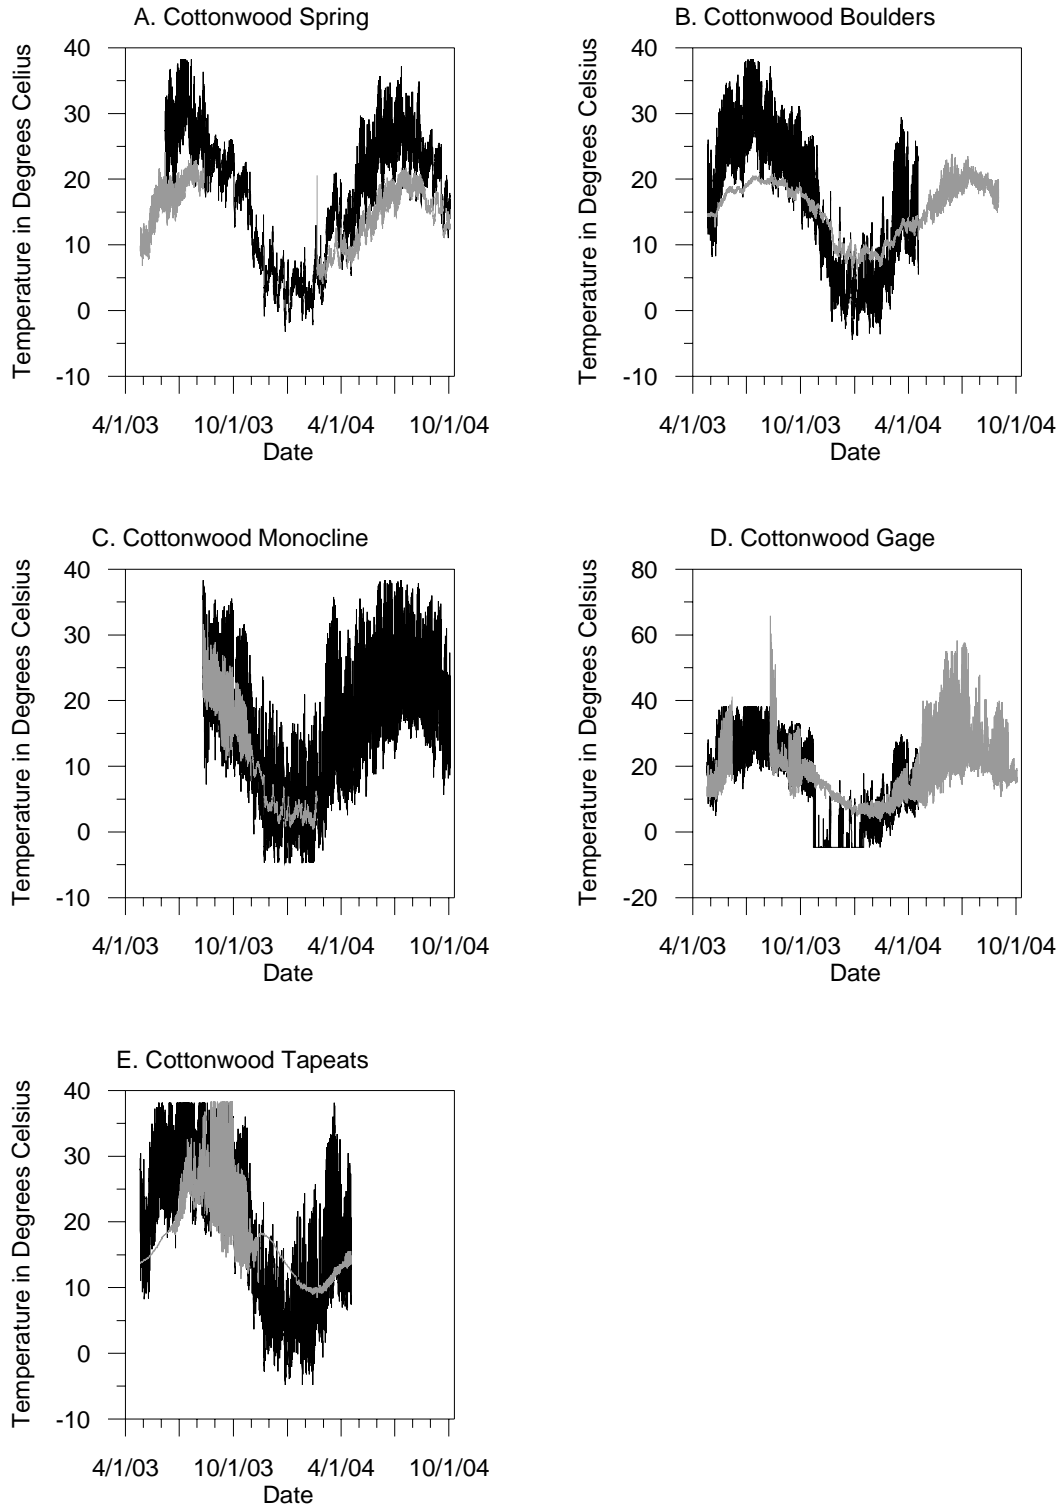 A. Cottonwood Spring
Temperature in Degrees Celius
40
30
20
10
0
-10
4/1/03 10/1/03 4/1/04 10/1/04
Date
B. Cottonwood Boulders
Temperature in Degrees Celsius
40
30
20
10
0
-10
4/1/03 10/1/03 4/1/04 10/1/04
Date
C. Cottonwood Monocline
Temperature in Degrees Celsius
40
30
20
10
0
-10
4/1/03 10/1/03 4/1/04 10/1/04
Date
D. Cottonwood Gage
Temperature in Degrees Celsius
80
60
40
20
0
-20
4/1/03 10/1/03 4/1/04 10/1/04
Date
E. Cottonwood Tapeats
Temperature in Degrees Celsius
40
30
20
10
0
-10
4/1/03 10/1/03 4/1/04 10/1/04
Date